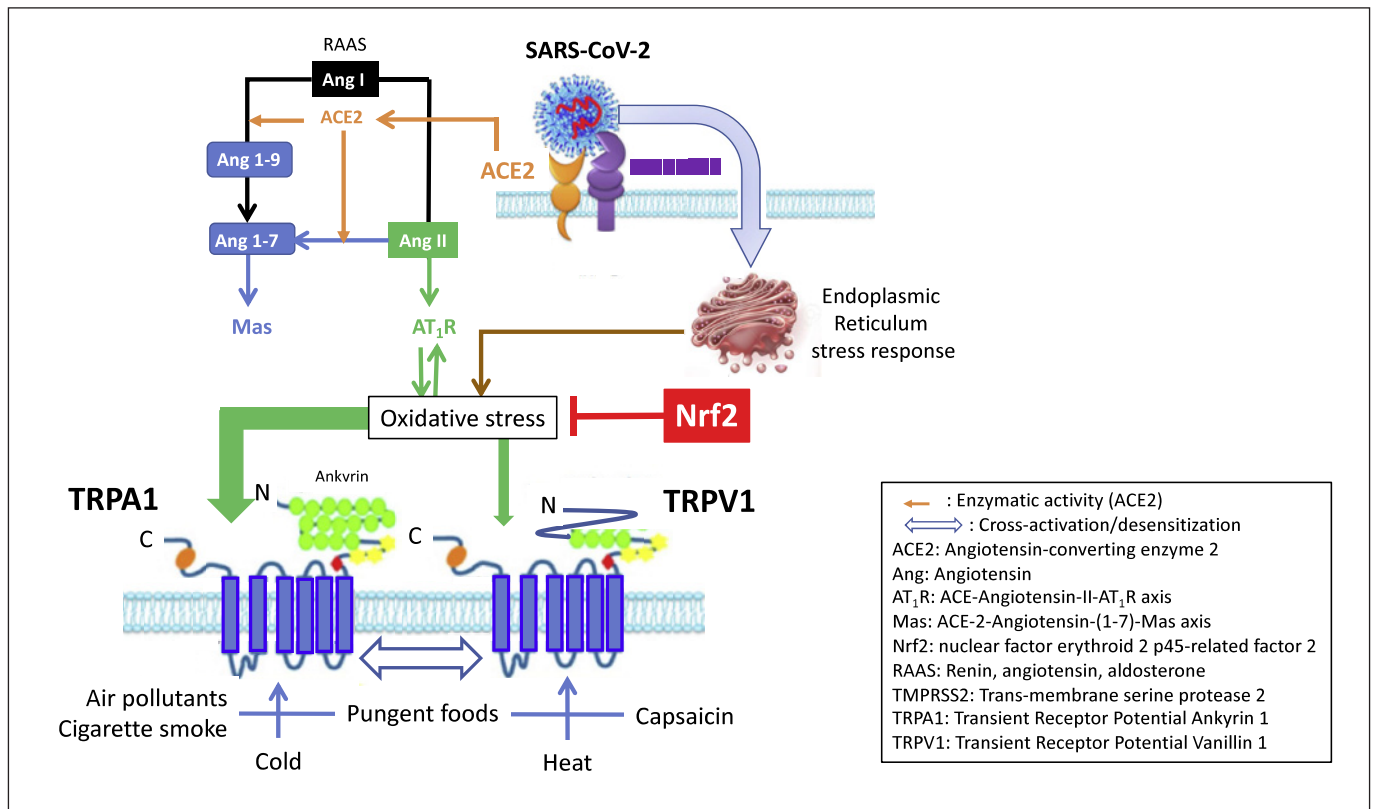 RAAS
SARS-CoV-2
Ang I
ACE2
ACE2
Ang 1-9
Ang 1-7
Ang II
Mas
AT₁R
Endoplasmic
Reticulum
stress response
Oxidative stress
Nrf2
TRPA1
N
Ankvrin
C
TRPV1
N
C
Air pollutants
Cigarette smoke
Pungent foods
Capsaicin
Cold
Heat
: Enzymatic activity (ACE2)
: Cross-activation/desensitization
ACE2: Angiotensin-converting enzyme 2
Ang: Angiotensin
AT₁R: ACE-Angiotensin-II-AT₁R axis
Mas: ACE-2-Angiotensin-(1-7)-Mas axis
Nrf2: nuclear factor erythroid 2 p45-related factor 2
RAAS: Renin, angiotensin, aldosterone
TMPRSS2: Trans-membrane serine protease 2
TRPA1: Transient Receptor Potential Ankyrin 1
TRPV1: Transient Receptor Potential Vanillin 1